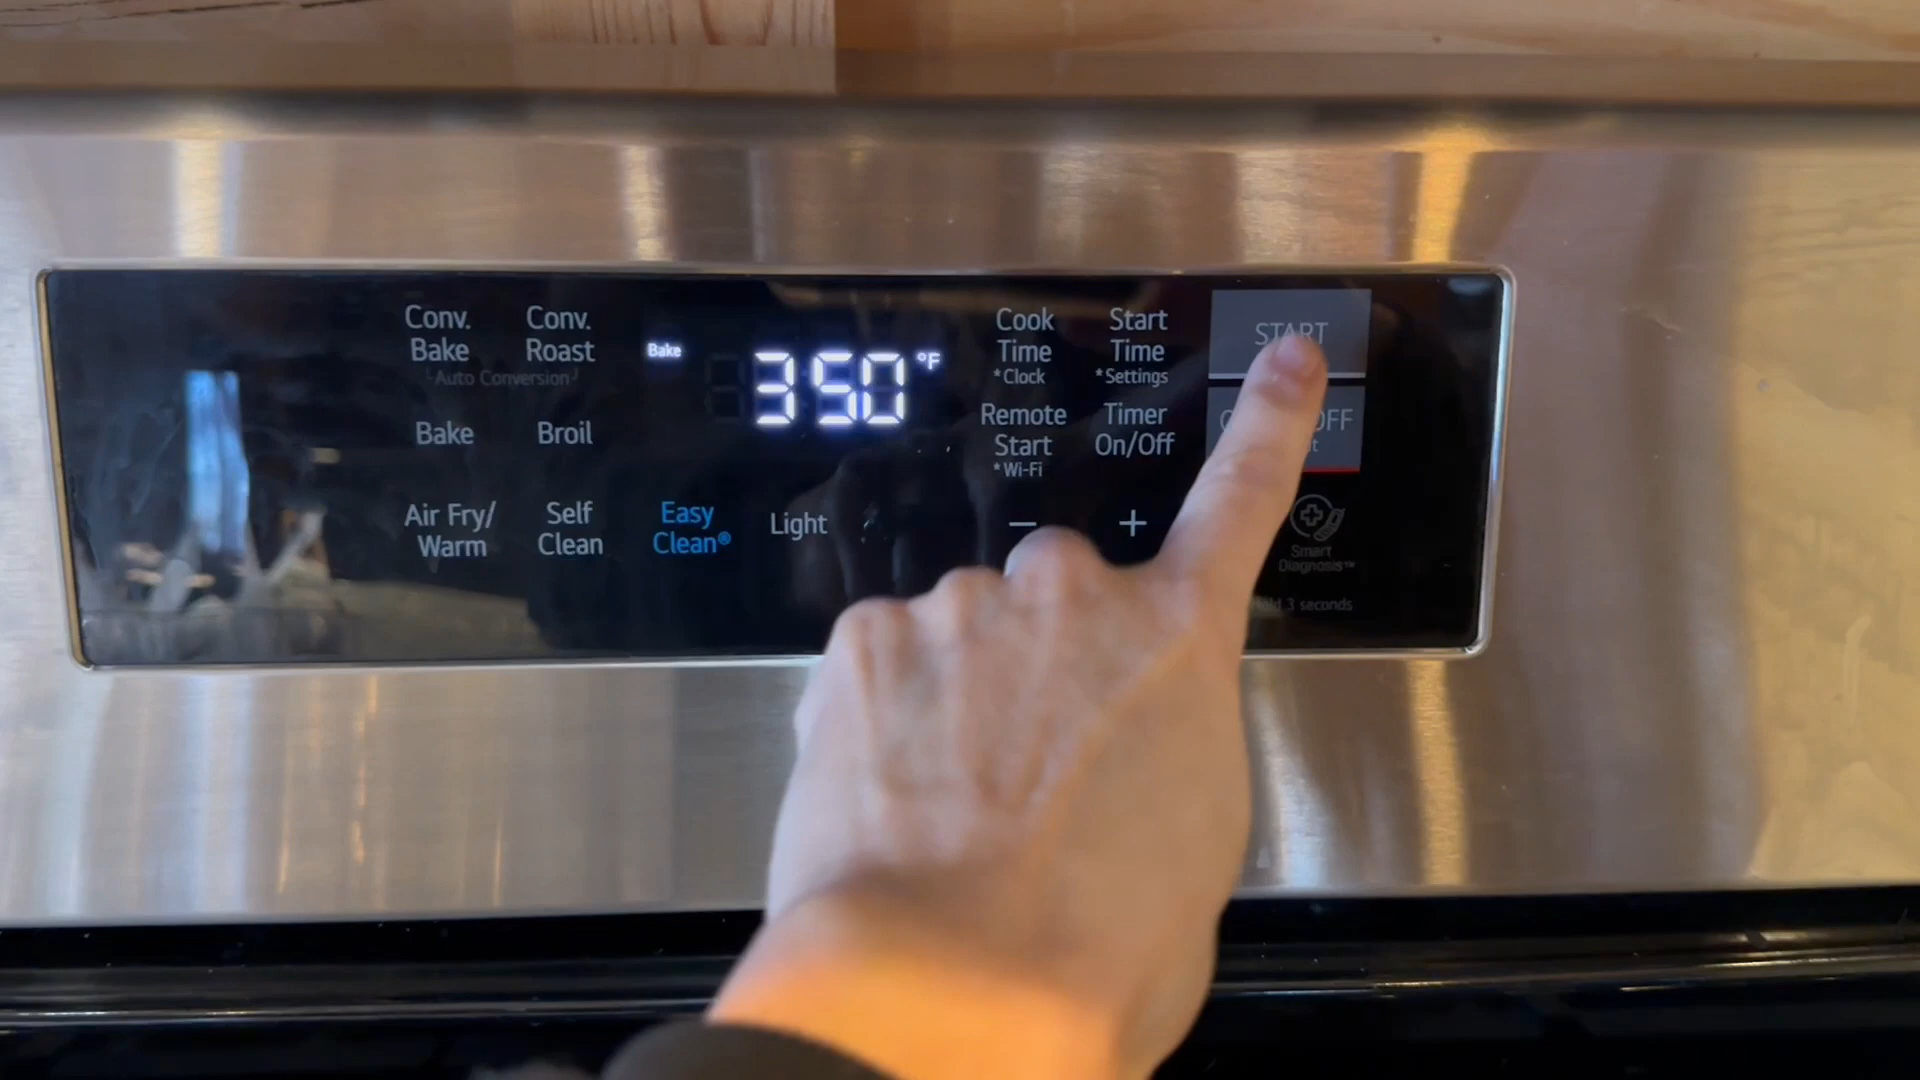 Conv.
Bake
Conv.
Roast
Auto Conversion
Bake
Broil
Air Fry/
Warm
Self
Clean
Easy
Clean®
Light
Bake
350 °F
Cook
Time
*Clock
Start
Time
*Settings
Remote
Start
*Wi-Fi
Timer
On/Off
−
+
START
OFF
Smart
Diagnosis™
3 seconds